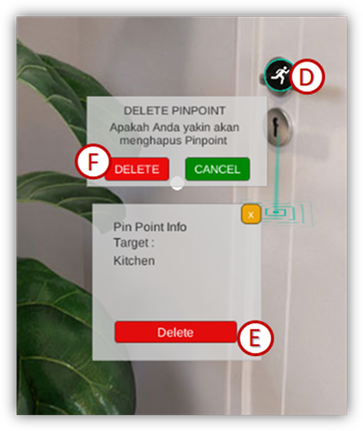 D
DELETE PINPOINT
Apakah Anda yakin akan
menghapus Pinpoint
F
DELETE
CANCEL
x
Pin Point Info
Target :
Kitchen
Delete
E